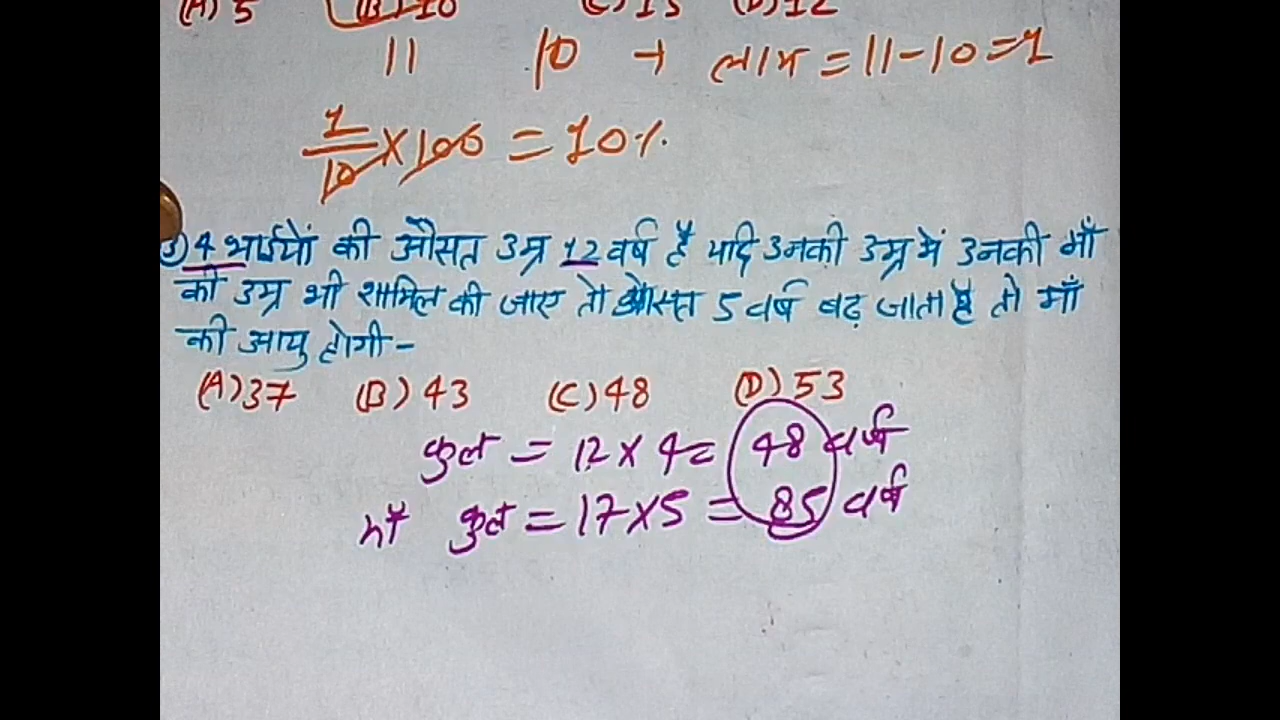 (A) 5 (B) 10 (C) 15 (D) 12
11 10 → लाभ = 11 - 10 = 1
1/10 × 100 = 10%
4 भाईयों की औसत उम्र 12 वर्ष है यदि उनकी उम्र में उनकी माँ
की उम्र भी शामिल की जाए तो औसत 5 वर्ष बढ़ जाता है तो माँ
की आयु होगी -
(A) 37 (B) 43 (C) 48 (D) 53
कुल = 12 × 4 = 48 वर्ष
माँ कुल = 17 × 5 = 85 वर्ष